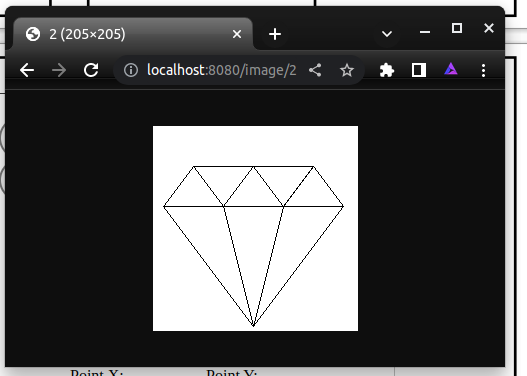 2 (205×205)
localhost:8080/image/2
Point X:
Point Y: